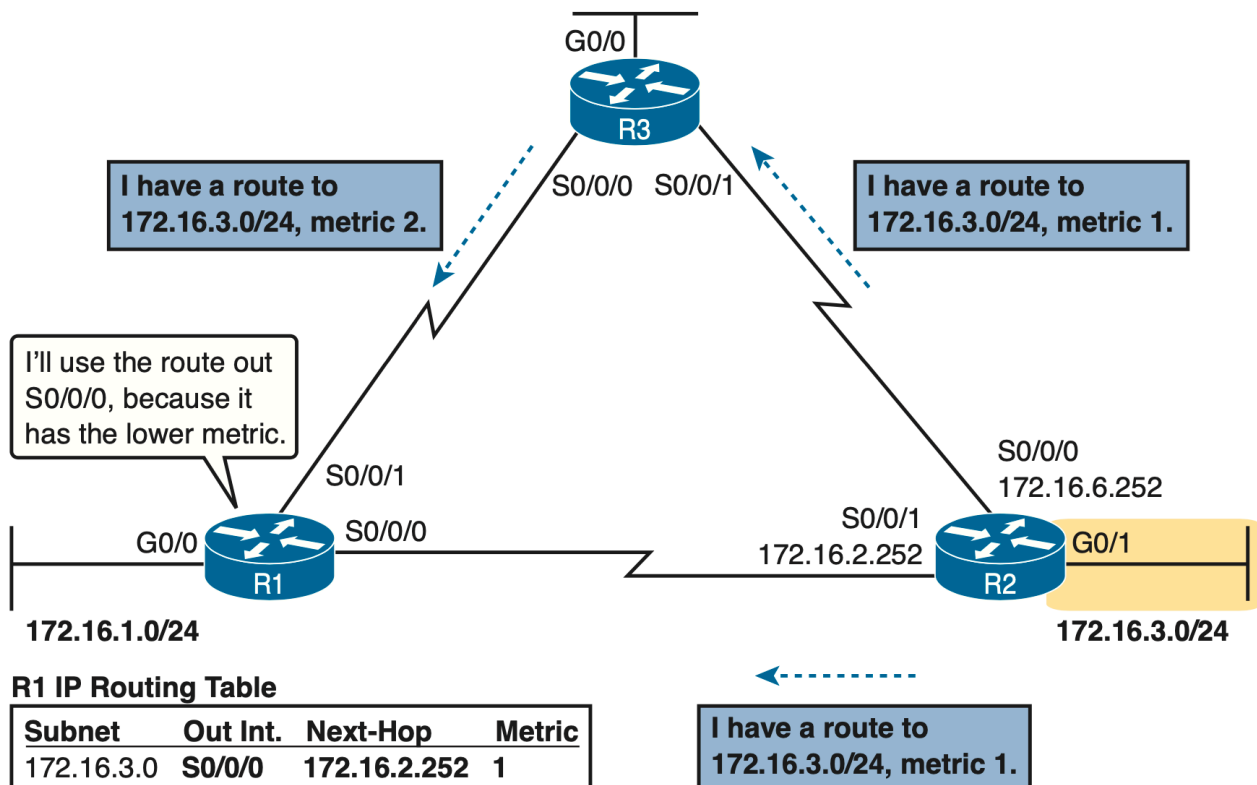 G0/0
R3
I have a route to
172.16.3.0/24, metric 2.
S0/0/0 S0/0/1
I have a route to
172.16.3.0/24, metric 1.
I'll use the route out
S0/0/0, because it
has the lower metric.
S0/0/1
S0/0/0
172.16.6.252
G0/0
R1
S0/0/0
S0/0/1
172.16.2.252
R2
G0/1
172.16.1.0/24
172.16.3.0/24
R1 IP Routing Table
Subnet Out Int. Next-Hop Metric
172.16.3.0 S0/0/0 172.16.2.252 1
I have a route to
172.16.3.0/24, metric 1.